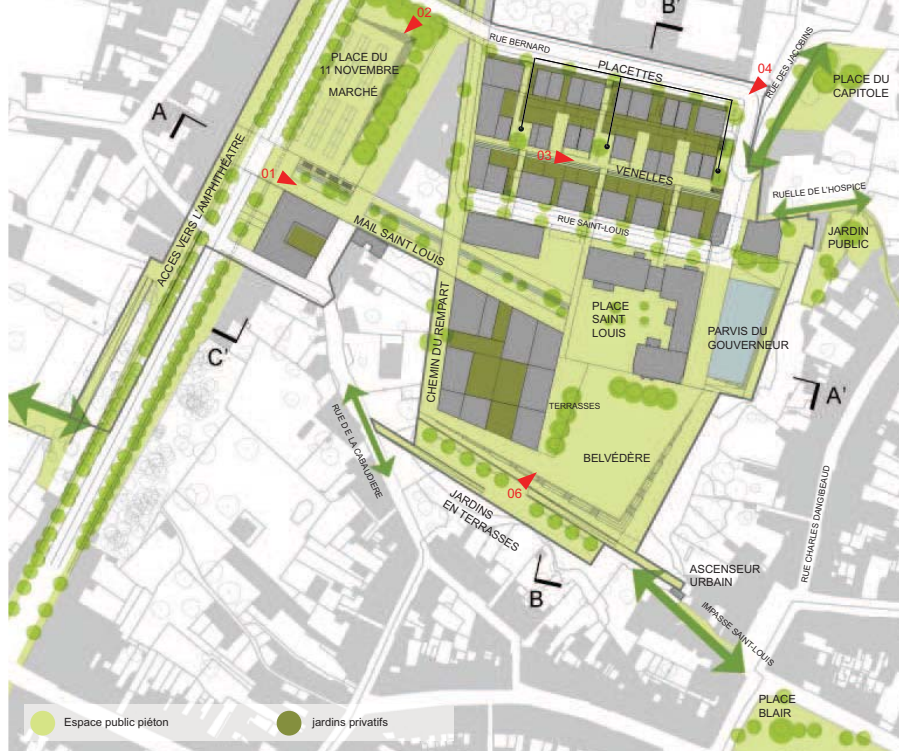 02
B'
RUE BERNARD
PLACE DU
11 NOVEMBRE
MARCHÉ
PLACETTES
04
RUE DES JACOBINS
PLACE DU
CAPITOLE
A
03
VENELLES
01
RUELLE DE L'HOSPICE
ACCES VERS L'AMPHITHÉATRE
MAIL SAINT LOUIS
RUE SAINT-LOUIS
JARDIN
PUBLIC
PLACE
SAINT
LOUIS
PARVIS DU
GOUVERNEUR
C'
CHEMIN DU REMPART
A'
RUE DE LA CABAUDIERE
TERRASSES
BELVÉDÈRE
06
JARDINS
EN TERRASSES
RUE CHARLES DANGIBEAUD
ASCENSEUR
URBAIN
B
IMPASSE SAINT-LOUIS
PLACE
BLAIR
Espace public piéton
jardins privatifs